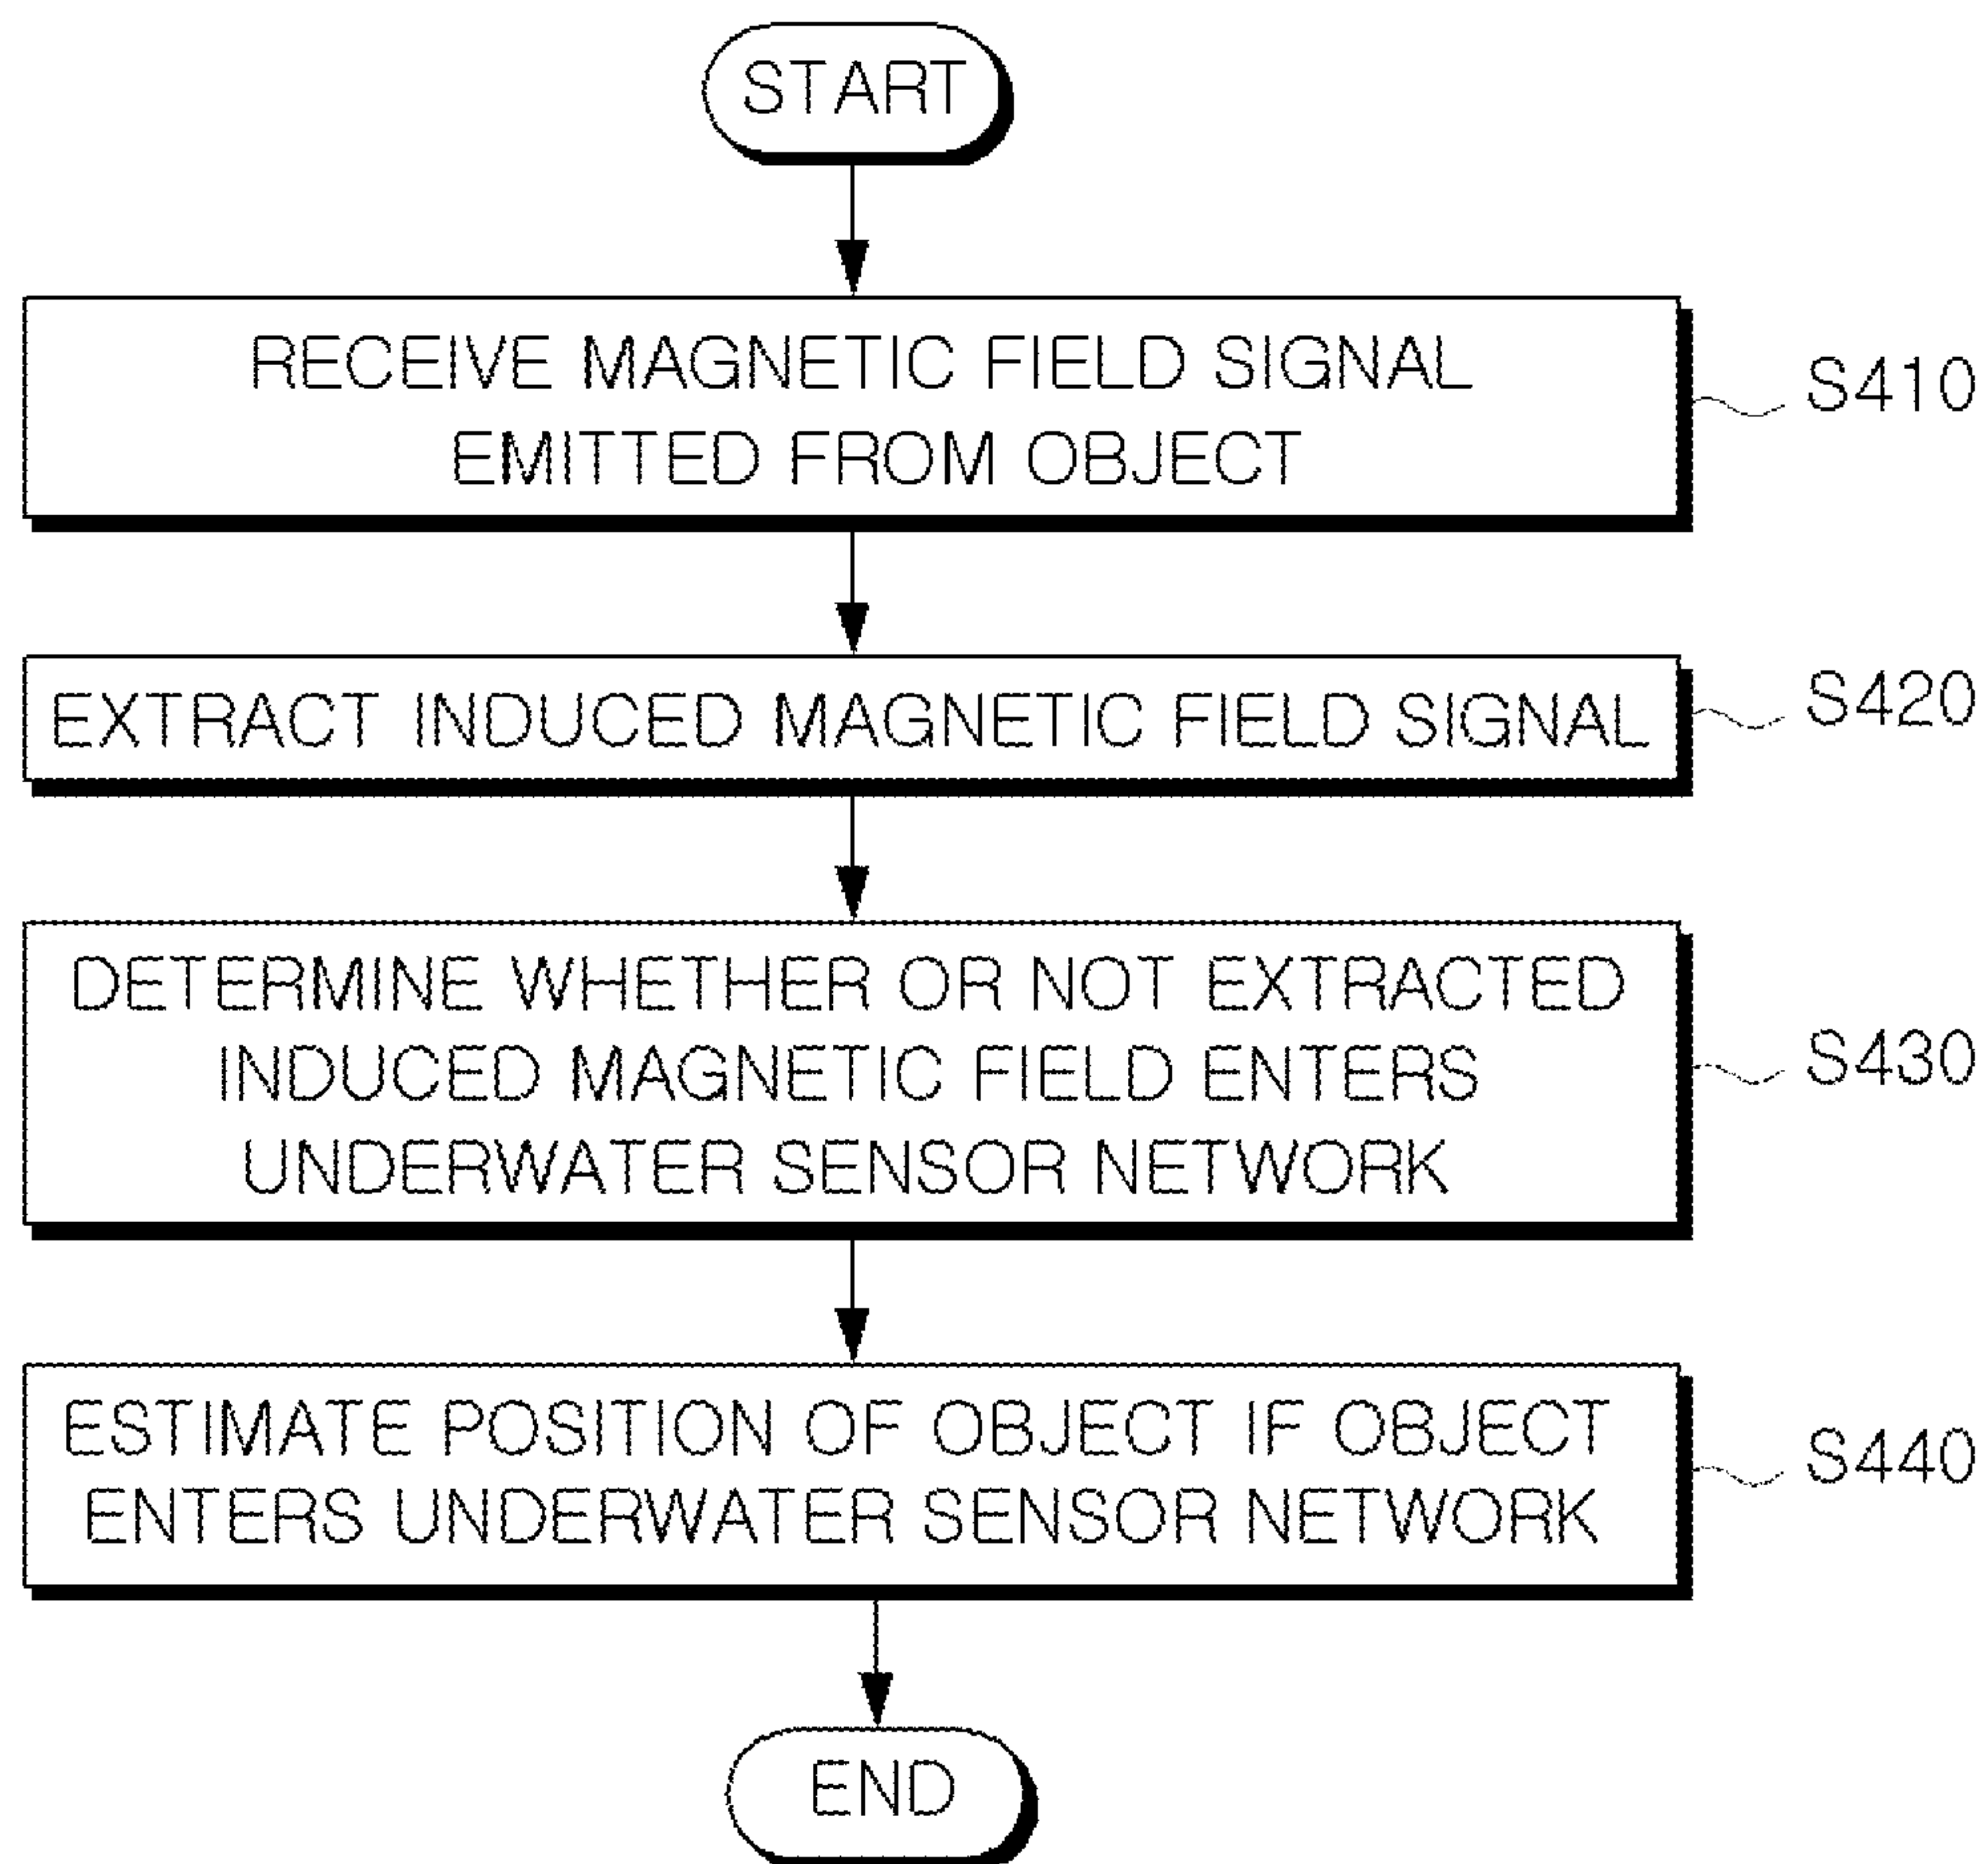 START
RECEIVE MAGNETIC FIELD SIGNAL
EMITTED FROM OBJECT
S410
EXTRACT INDUCED MAGNETIC FIELD SIGNAL
S420
DETERMINE WHETHER OR NOT EXTRACTED
INDUCED MAGNETIC FIELD ENTERS
UNDERWATER SENSOR NETWORK
S430
ESTIMATE POSITION OF OBJECT IF OBJECT
ENTERS UNDERWATER SENSOR NETWORK
S440
END